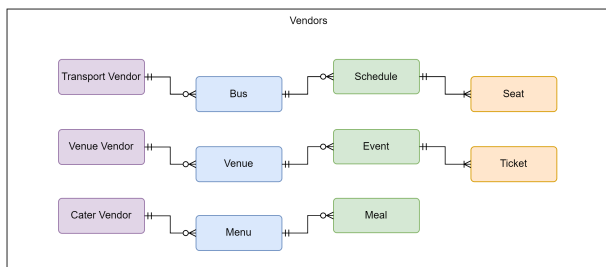 Vendors
Transport Vendor
Bus
Schedule
Seat
Venue Vendor
Venue
Event
Ticket
Cater Vendor
Menu
Meal